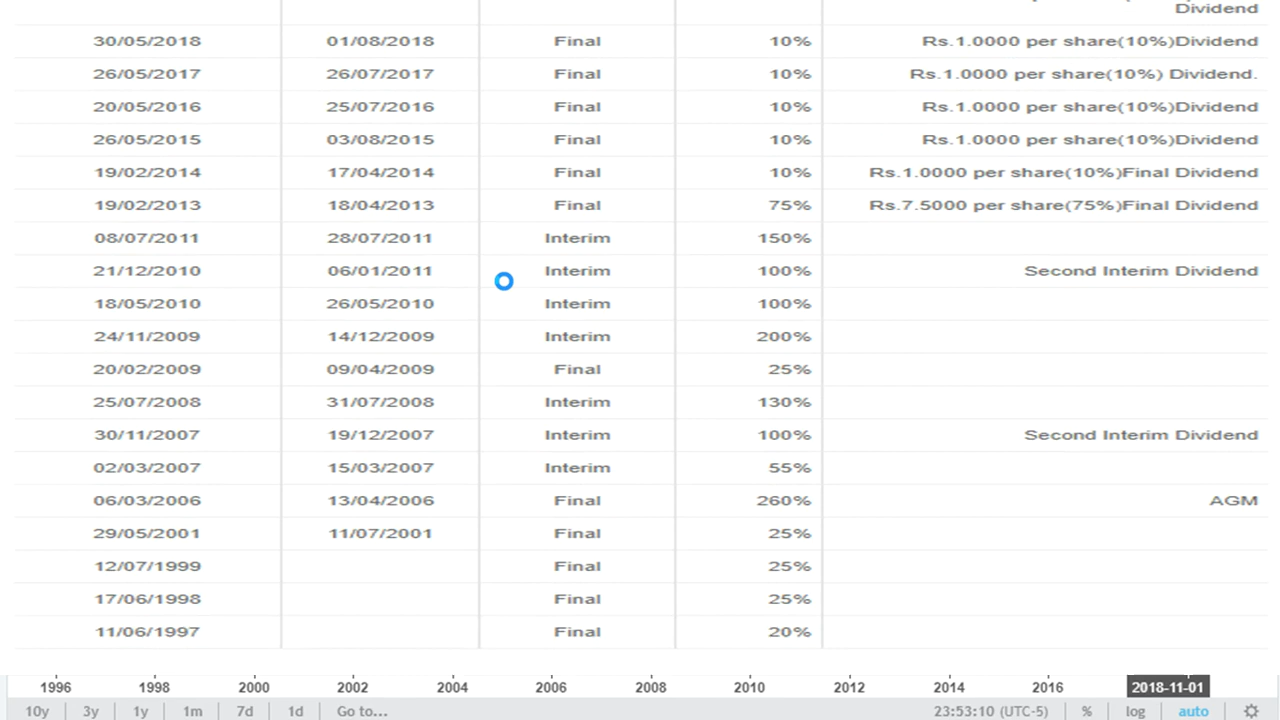 Dividend
30/05/2018 01/08/2018 Final 10% Rs.1.0000 per share(10%)Dividend
26/05/2017 26/07/2017 Final 10% Rs.1.0000 per share(10%) Dividend.
20/05/2016 25/07/2016 Final 10% Rs.1.0000 per share(10%)Dividend
26/05/2015 03/08/2015 Final 10% Rs.1.0000 per share(10%)Dividend
19/02/2014 17/04/2014 Final 10% Rs.1.0000 per share(10%)Final Dividend
19/02/2013 18/04/2013 Final 75% Rs.7.5000 per share(75%)Final Dividend
08/07/2011 28/07/2011 Interim 150%
21/12/2010 06/01/2011 Interim 100% Second Interim Dividend
18/05/2010 26/05/2010 Interim 100%
24/11/2009 14/12/2009 Interim 200%
20/02/2009 09/04/2009 Final 25%
25/07/2008 31/07/2008 Interim 130%
30/11/2007 19/12/2007 Interim 100% Second Interim Dividend
02/03/2007 15/03/2007 Interim 55%
06/03/2006 13/04/2006 Final 260% AGM
29/05/2001 11/07/2001 Final 25%
12/07/1999 Final 25%
17/06/1998 Final 25%
11/06/1997 Final 20%
1996 1998 2000 2002 2004 2006 2008 2010 2012 2014 2016 2018-11-01
10y 3y 1y 1m 7d 1d Go to... 23:53:10 (UTC-5) % log auto